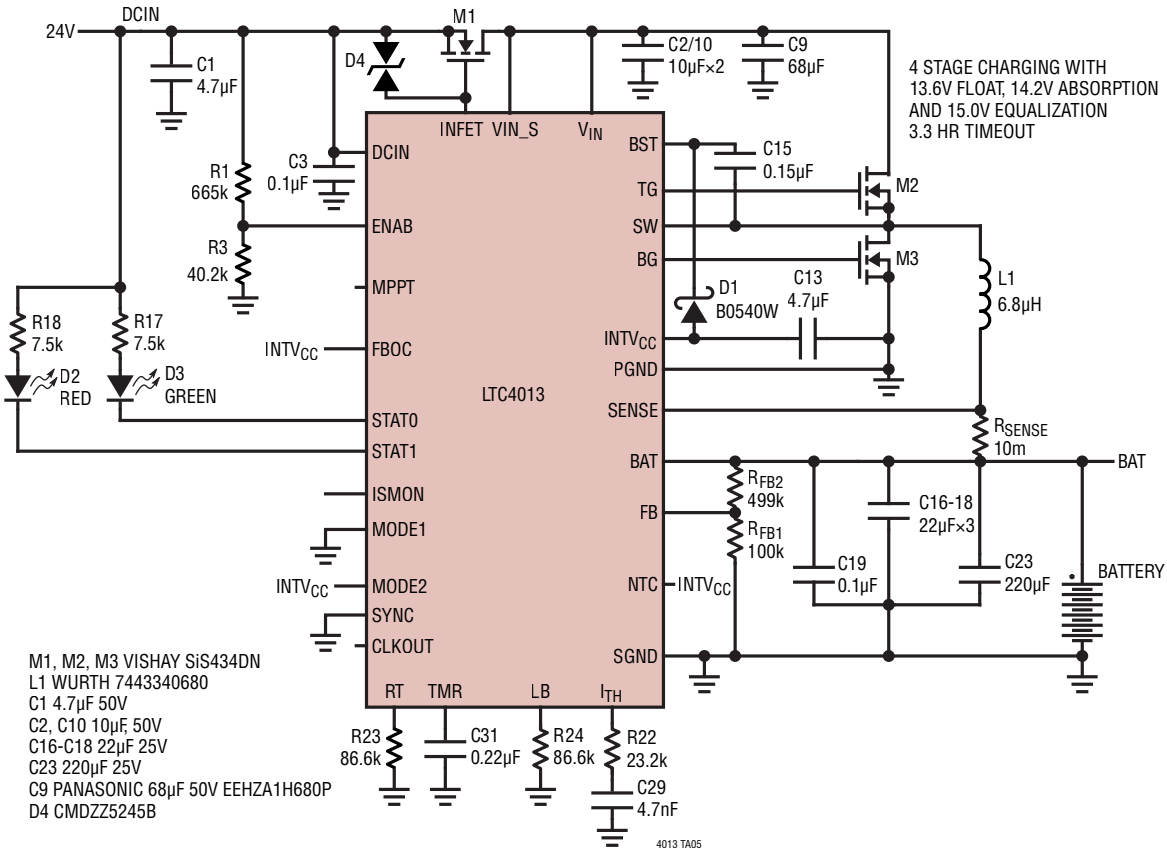 24V
DCIN
M1
D4
C1
4.7µF
C2/10
10µF×2
C9
68µF
4 STAGE CHARGING WITH
13.6V FLOAT, 14.2V ABSORPTION
AND 15.0V EQUALIZATION
3.3 HR TIMEOUT
INFET
VIN_S
VIN
DCIN
C3
0.1µF
R1
665k
R3
40.2k
ENAB
MPPT
INTVCC
FBOC
R18
7.5k
R17
7.5k
D2
RED
D3
GREEN
STAT0
STAT1
ISMON
MODE1
INTVCC
MODE2
SYNC
CLKOUT
LTC4013
BST
TG
SW
BG
INTVCC
PGND
SENSE
BAT
FB
NTC
SGND
C15
0.15µF
M2
M3
D1
B0540W
C13
4.7µF
L1
6.8µH
RSENSE
10m
BAT
RFB2
499k
RFB1
100k
INTVCC
C19
0.1µF
C16-18
22µF×3
C23
220µF
BATTERY
RT
TMR
LB
ITH
R23
86.6k
C31
0.22µF
R24
86.6k
R22
23.2k
C29
4.7nF
M1, M2, M3 VISHAY SiS434DN
L1 WURTH 7443340680
C1 4.7µF 50V
C2, C10 10µF, 50V
C16-C18 22µF 25V
C23 220µF 25V
C9 PANASONIC 68µF 50V EEHZA1H680P
D4 CMDZZ5245B
4013 TA05